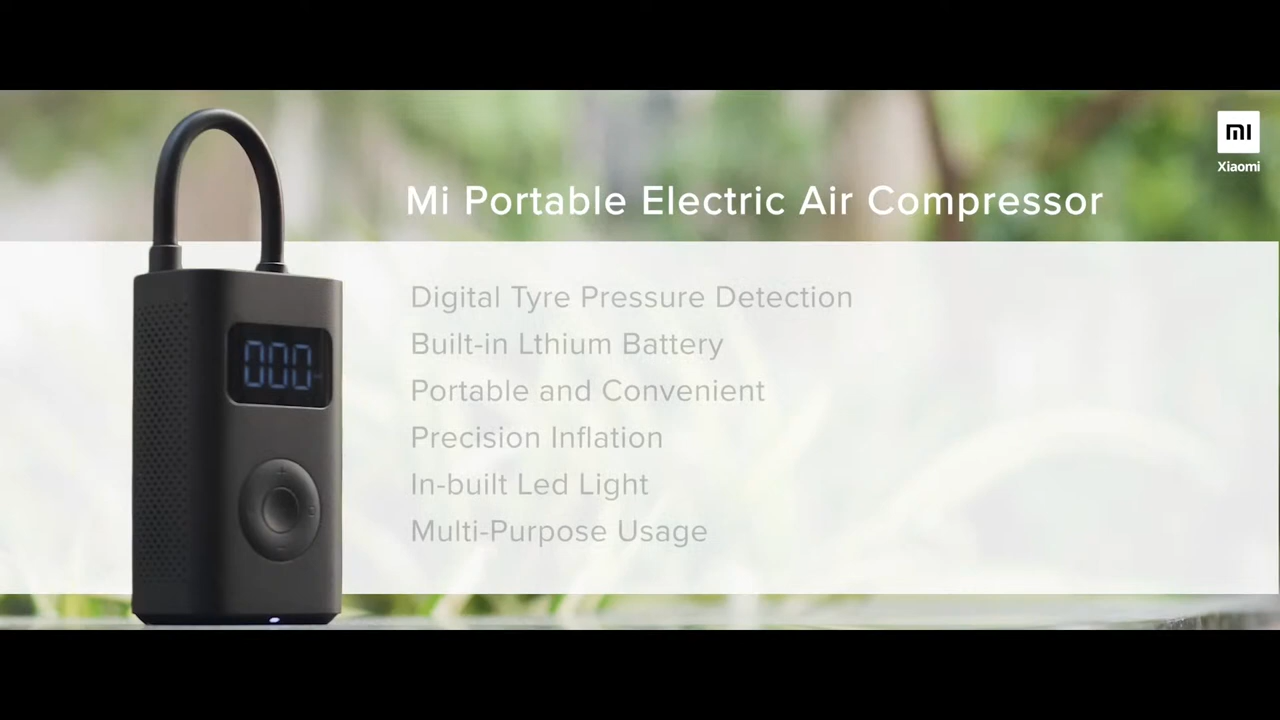 mi
Xiaomi
Mi Portable Electric Air Compressor
Digital Tyre Pressure Detection
Built-in Lthium Battery
Portable and Convenient
Precision Inflation
In-built Led Light
Multi-Purpose Usage
000